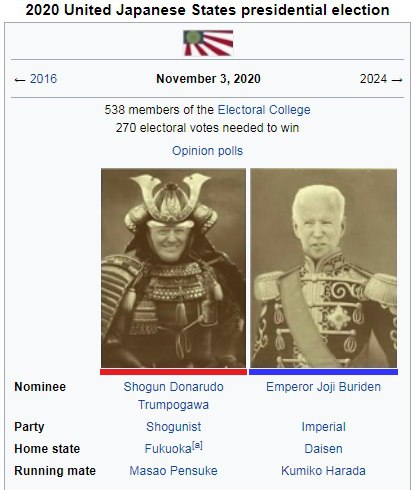 2020 United Japanese States presidential election
← 2016 November 3, 2020 2024 →
538 members of the Electoral College
270 electoral votes needed to win
Opinion polls
Nominee Shogun Donarudo Trumpogawa Emperor Joji Buriden
Party Shogunist Imperial
Home state Fukuoka[a] Daisen
Running mate Masao Pensuke Kumiko Harada